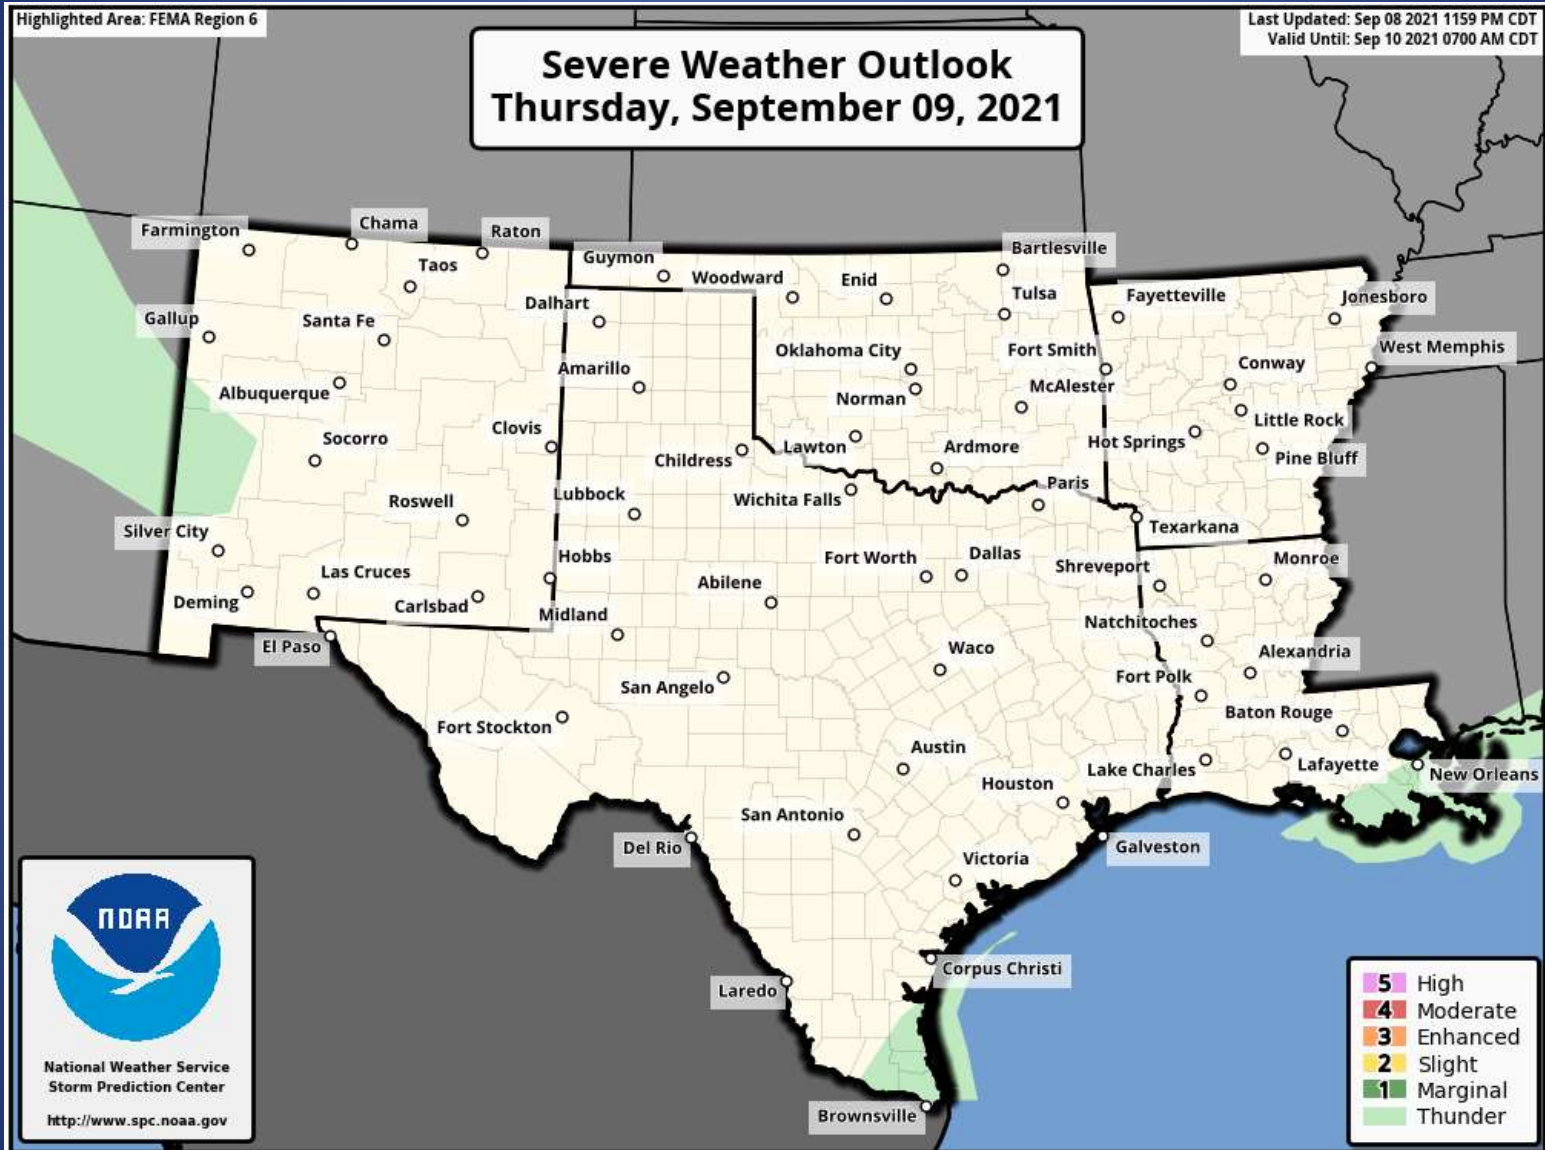 Highlighted Area: FEMA Region 6
Last Updated: Sep 08 2021 1159 PM CDT
Valid Until: Sep 10 2021 0700 AM CDT
Severe Weather Outlook
Thursday, September 09, 2021
Farmington
Chama
Raton
Taos
Guymon
Woodward
Enid
Bartlesville
Tulsa
Fayetteville
Jonesboro
Gallup
Santa Fe
Dalhart
Amarillo
Oklahoma City
Fort Smith
West Memphis
Conway
Albuquerque
Norman
McAlester
Little Rock
Socorro
Clovis
Childress
Lawton
Ardmore
Hot Springs
Pine Bluff
Roswell
Lubbock
Wichita Falls
Paris
Texarkana
Silver City
Hobbs
Fort Worth
Dallas
Shreveport
Monroe
Las Cruces
Abilene
Deming
Carlsbad
Midland
Natchitoches
El Paso
Waco
Alexandria
San Angelo
Fort Polk
Fort Stockton
Baton Rouge
Austin
Houston
Lake Charles
Lafayette
New Orleans
San Antonio
Del Rio
Victoria
Galveston
Corpus Christi
Laredo
Brownsville
NOAA
National Weather Service
Storm Prediction Center
http://www.spc.noaa.gov
5 High
4 Moderate
3 Enhanced
2 Slight
1 Marginal
Thunder